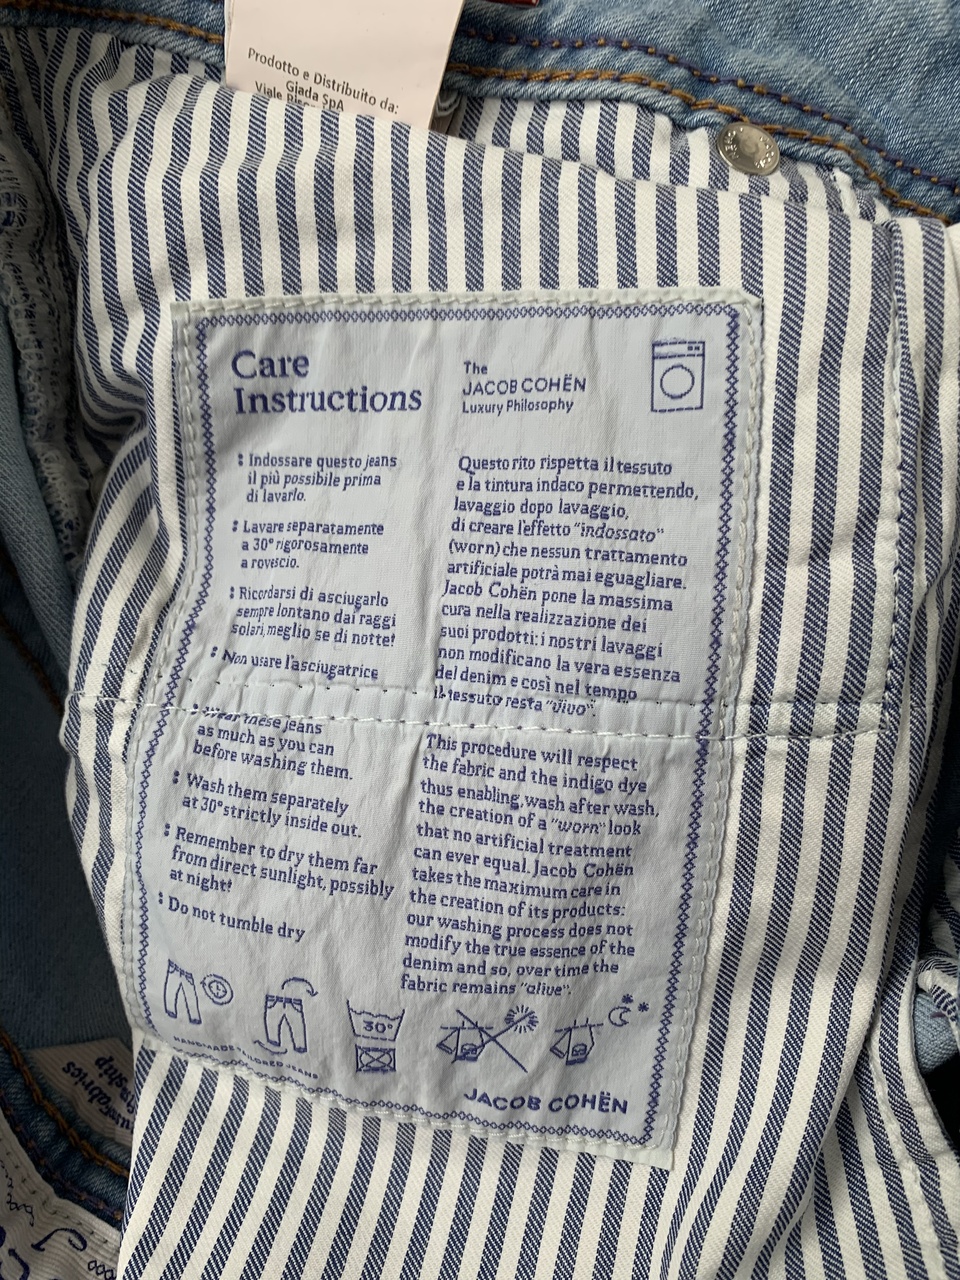 Prodotto e Distribuito da:
Giada SpA
Viale
Care
Instructions
The
JACOB COHËN
Luxury Philosophy
: Indossare questo jeans
il più possibile prima
di lavarlo.
: Lavare separatamente
a 30° rigorosamente
a rovescio.
: Ricordarsi di asciugarlo
sempre lontano dai raggi
solari, meglio se di notte!
: Non usare l'asciugatrice
Questo rito rispetta il tessuto
e la tintura indaco permettendo,
lavaggio dopo lavaggio,
di creare l'effetto "indossato"
(worn) che nessun trattamento
artificiale potrà mai eguagliare.
Jacob Cohën pone la massima
cura nella realizzazione dei
suoi prodotti: i nostri lavaggi
non modificano la vera essenza
del denim e così nel tempo
il tessuto resta "vivo".
: Wear these jeans
as much as you can
before washing them.
: Wash them separately
at 30° strictly inside out.
: Remember to dry them far
from direct sunlight, possibly
at night!
: Do not tumble dry
This procedure will respect
the fabric and the indigo dye
thus enabling, wash after wash,
the creation of a "worn" look
that no artificial treatment
can ever equal. Jacob Cohën
takes the maximum care in
the creation of its products:
our washing process does not
modify the true essence of the
denim and so, over time the
fabric remains "alive".
30°
HANDMADE TAILORED JEANS
JACOB COHËN